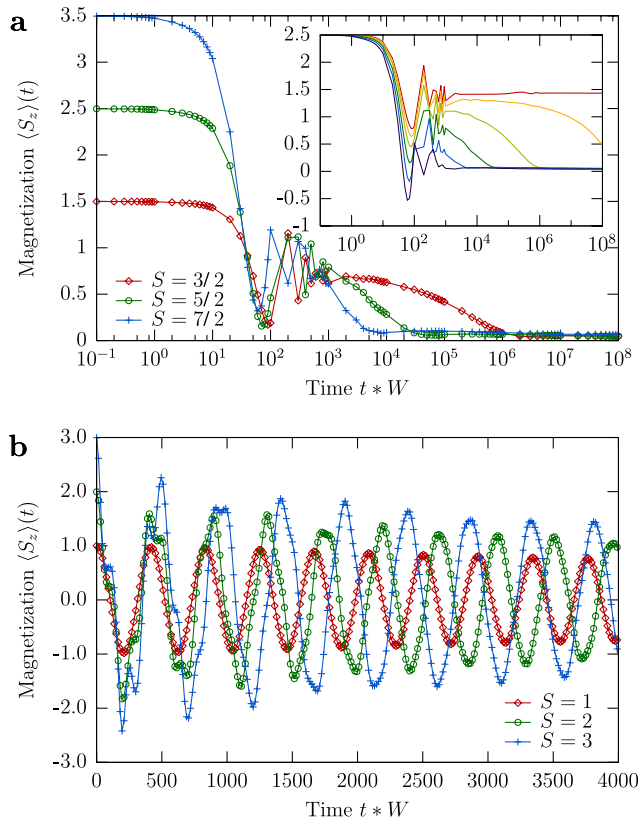 a
Magnetization ⟨S_z⟩(t)
3.5
3
2.5
2
1.5
1
0.5
0
S = 3/2
S = 5/2
S = 7/2
2.5
2
1.5
1
0.5
0
-0.5
-1
10^0 10^2 10^4 10^6 10^8
10^−1 10^0 10^1 10^2 10^3 10^4 10^5 10^6 10^7 10^8
Time t ∗ W
b
Magnetization ⟨S_z⟩(t)
3.0
2.0
1.0
0.0
-1.0
-2.0
-3.0
S = 1
S = 2
S = 3
0 500 1000 1500 2000 2500 3000 3500 4000
Time t ∗ W